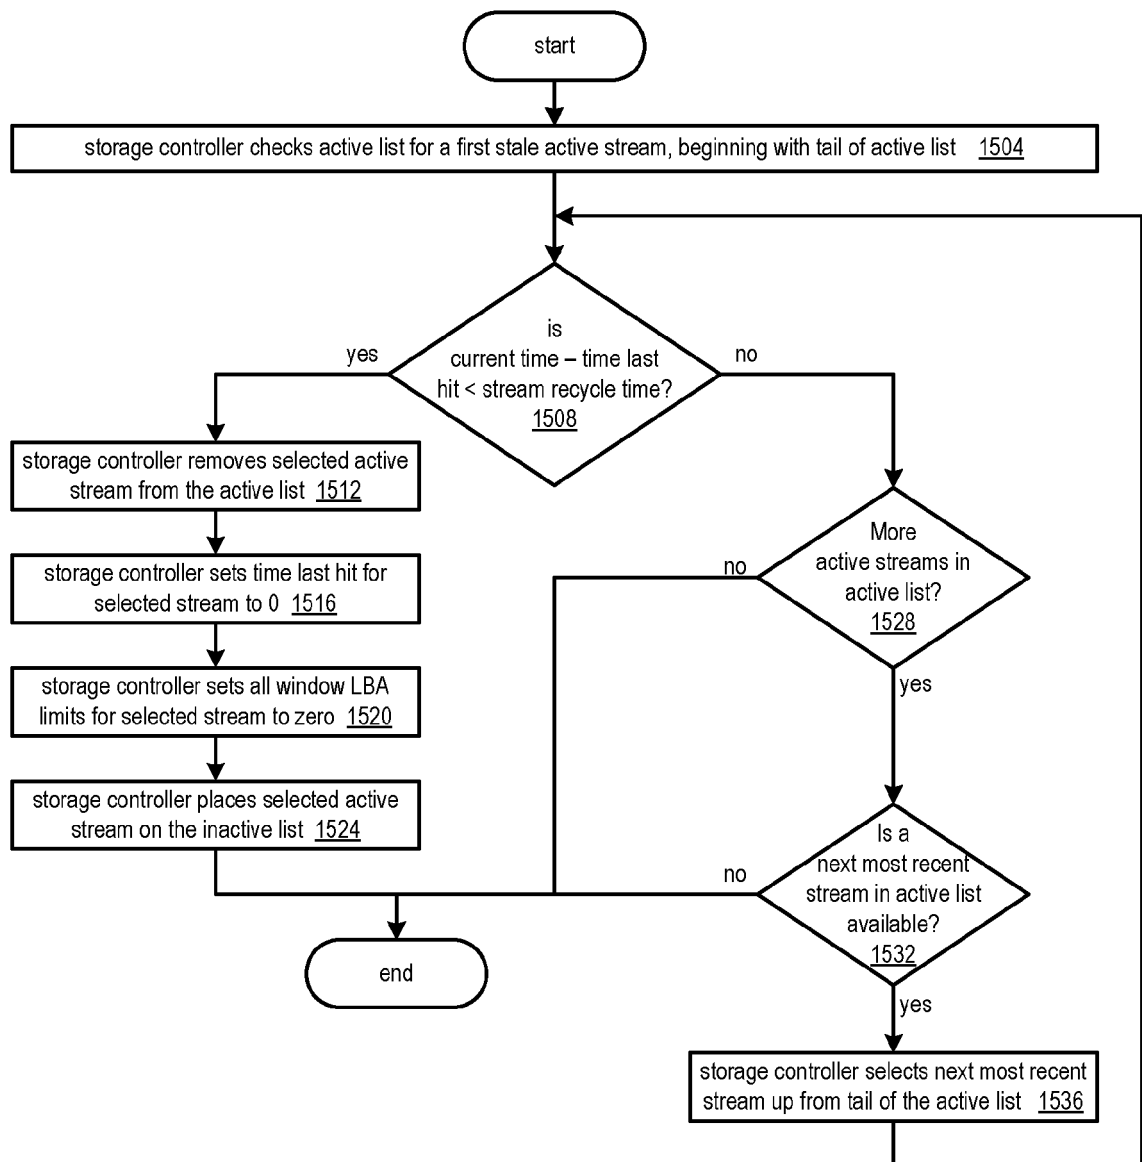 start
storage controller checks active list for a first stale active stream, beginning with tail of active list 1504
is
current time – time last
hit < stream recycle time?
1508
yes
no
storage controller removes selected active
stream from the active list 1512
storage controller sets time last hit for
selected stream to 0 1516
storage controller sets all window LBA
limits for selected stream to zero 1520
storage controller places selected active
stream on the inactive list 1524
More
active streams in
active list?
1528
no
yes
Is a
next most recent
stream in active list
available?
1532
no
yes
end
storage controller selects next most recent
stream up from tail of the active list 1536